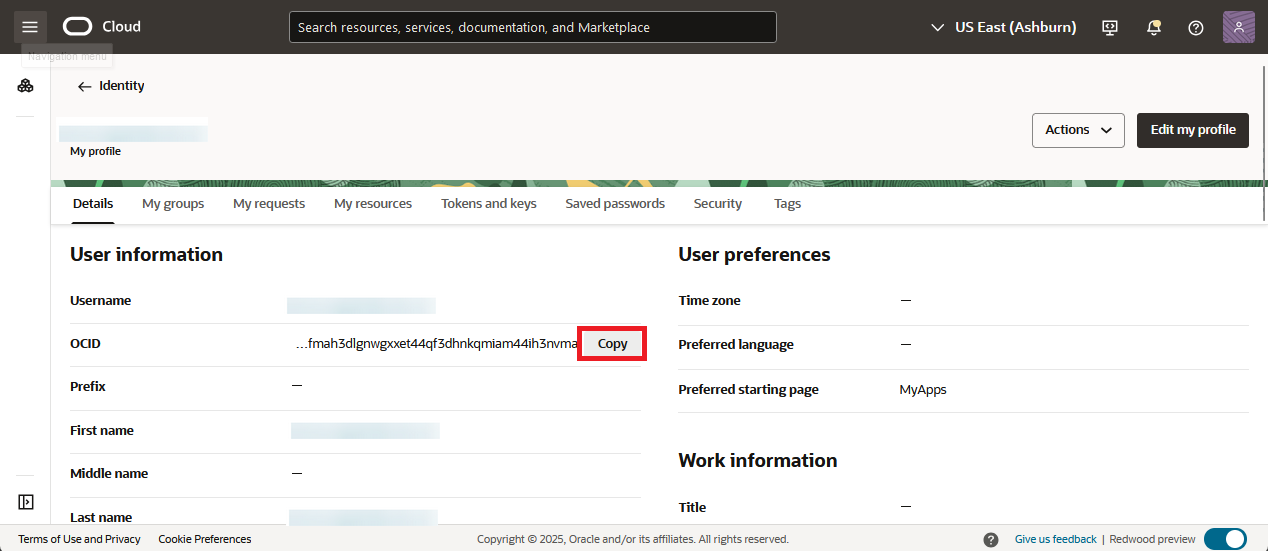 Cloud
Search resources, services, documentation, and Marketplace
US East (Ashburn)
Navigation menu
Identity
My profile
Actions
Edit my profile
Details My groups My requests My resources Tokens and keys Saved passwords Security Tags
User information
Username
OCID ...fmah3dlgnwgxxet44qf3dhnkqmiam44ih3nvma Copy
Prefix —
First name
Middle name —
Last name
User preferences
Time zone —
Preferred language —
Preferred starting page MyApps
Work information
Title —
Terms of Use and Privacy Cookie Preferences Copyright © 2025, Oracle and/or its affiliates. All rights reserved. Give us feedback | Redwood preview